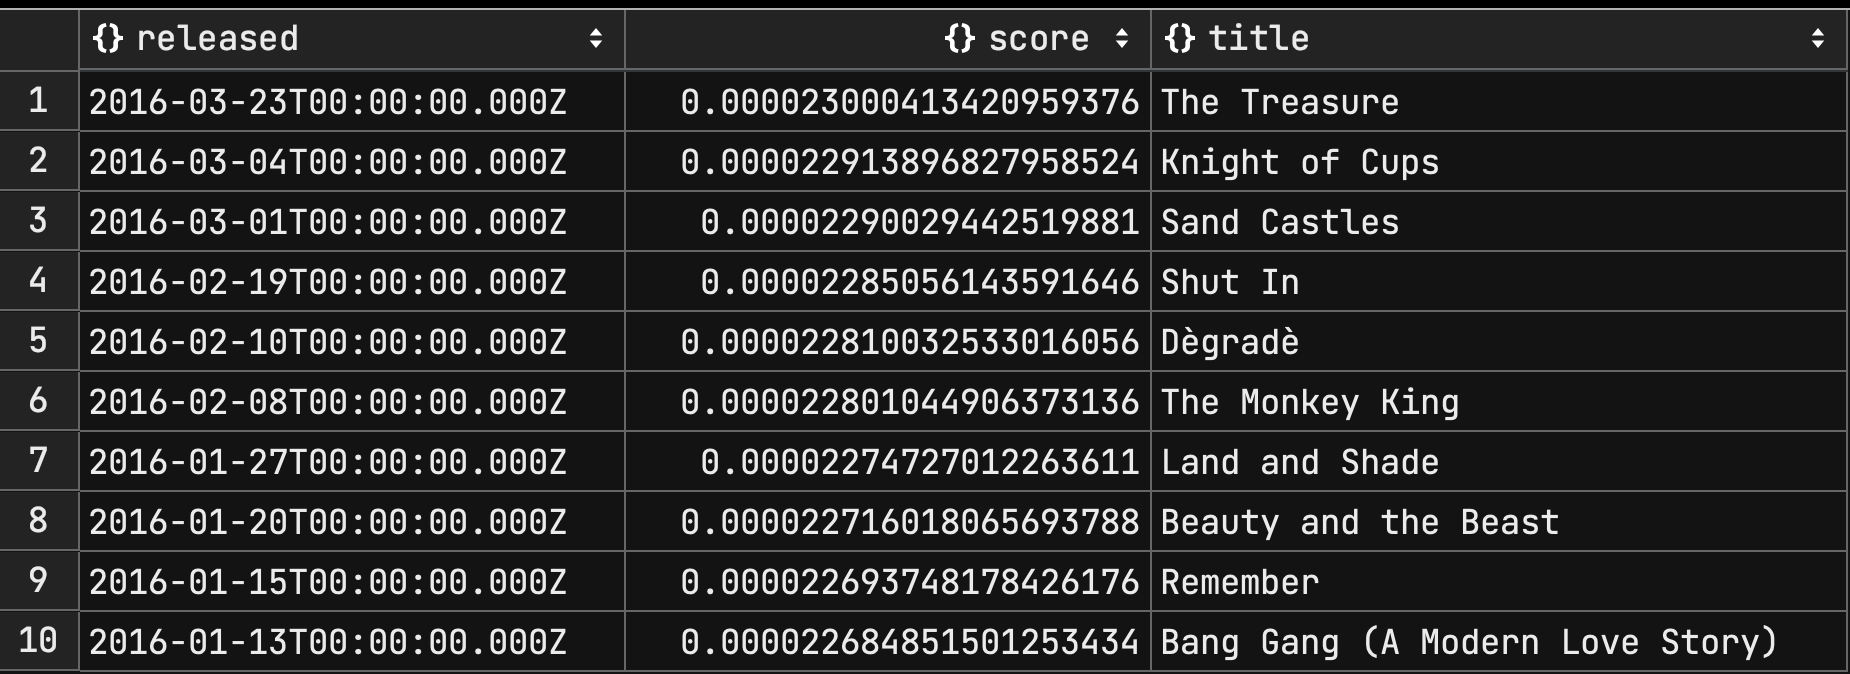 {} released {} score {} title
1 2016-03-23T00:00:00.000Z 0.000023000413420959376 The Treasure
2 2016-03-04T00:00:00.000Z 0.000022913896827958524 Knight of Cups
3 2016-03-01T00:00:00.000Z 0.00002290029442519881 Sand Castles
4 2016-02-19T00:00:00.000Z 0.00002285056143591646 Shut In
5 2016-02-10T00:00:00.000Z 0.000022810032533016056 Dègradè
6 2016-02-08T00:00:00.000Z 0.000022801044906373136 The Monkey King
7 2016-01-27T00:00:00.000Z 0.00002274727012263611 Land and Shade
8 2016-01-20T00:00:00.000Z 0.000022716018065693788 Beauty and the Beast
9 2016-01-15T00:00:00.000Z 0.000022693748178426176 Remember
10 2016-01-13T00:00:00.000Z 0.000022684851501253434 Bang Gang (A Modern Love Story)